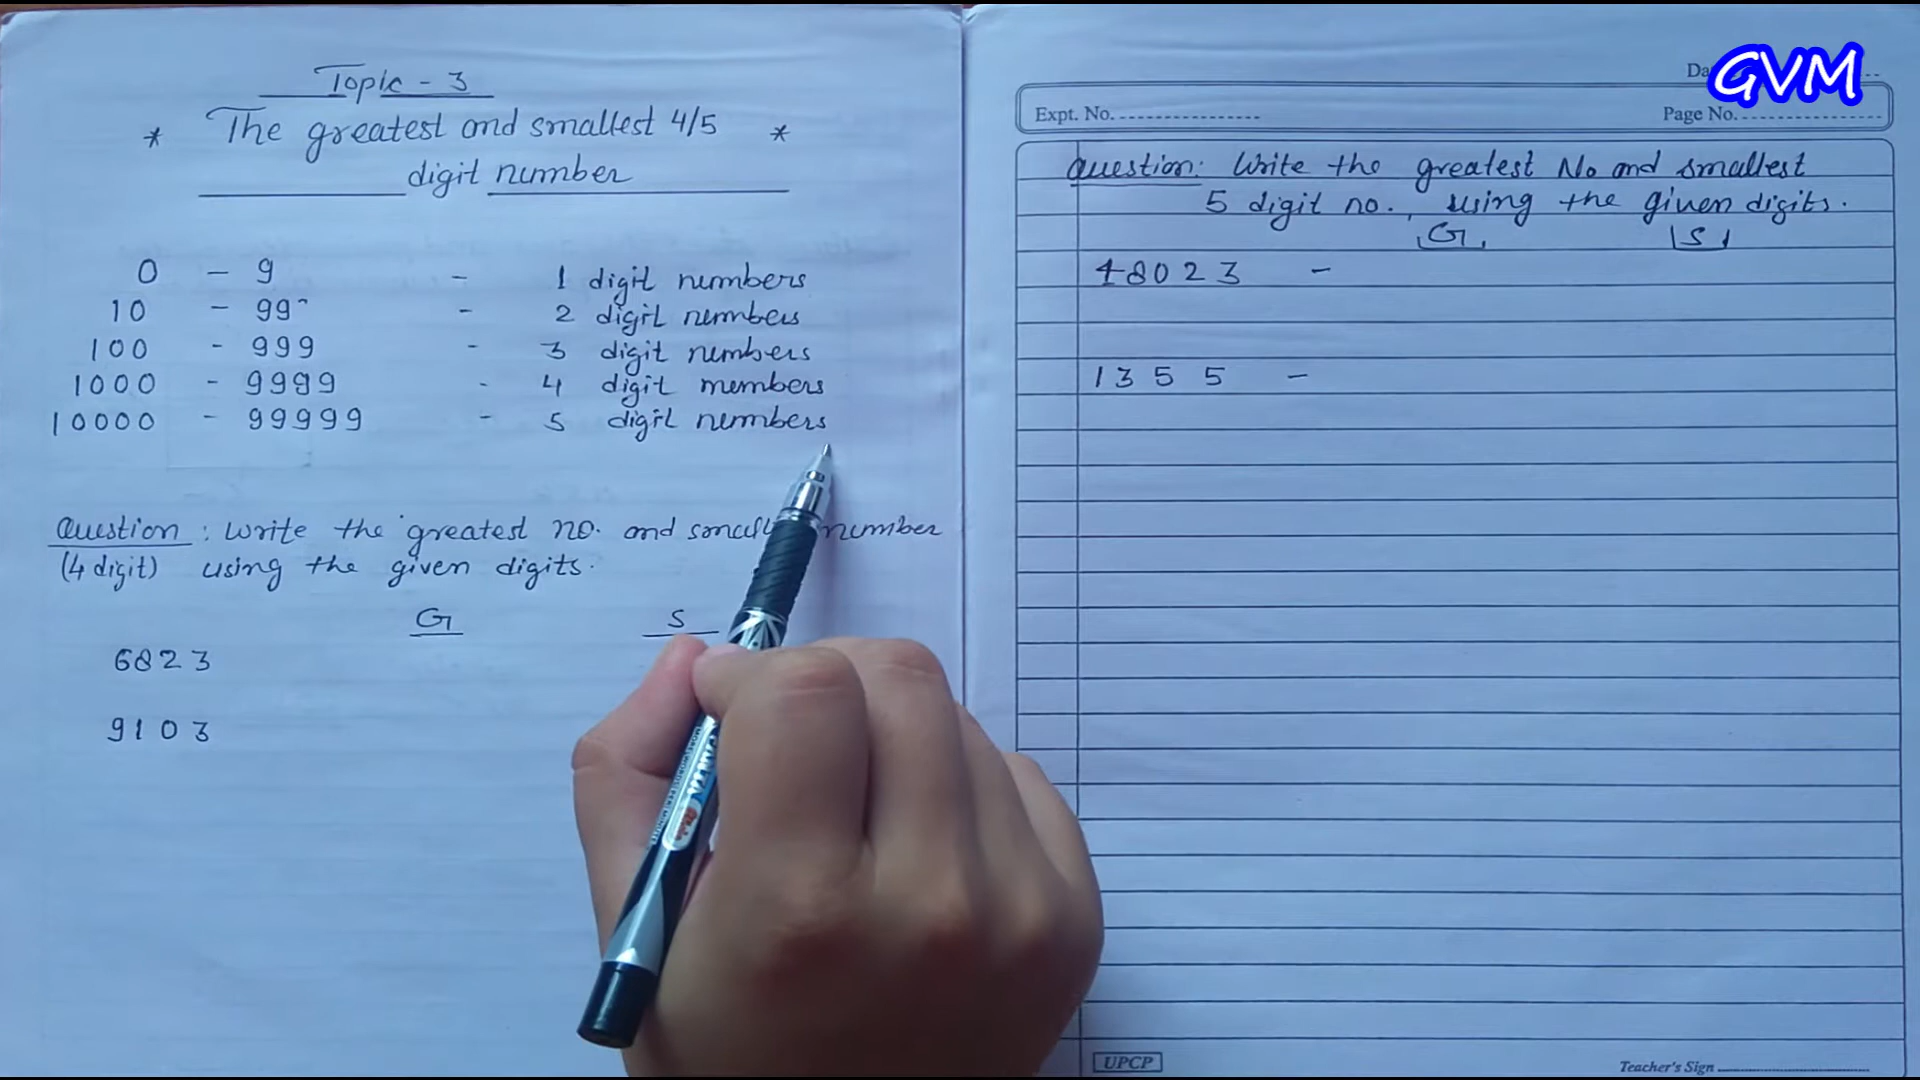 Topic - 3
* The greatest and smallest 4/5 *
digit number
0 - 9 - 1 digit numbers
10 - 99 - 2 digit numbers
100 - 999 - 3 digit numbers
1000 - 9999 - 4 digit members
10000 - 99999 - 5 digit numbers
Question : Write the greatest no. and number
(4 digit) using the given digits.
G S
6823
9103
GVM
Expt. No.
Page No.
Question: Write the greatest No and smallest
5 digit no., using the given digits.
G S
48023 -
1355 -
UPCP
Teacher's Sign